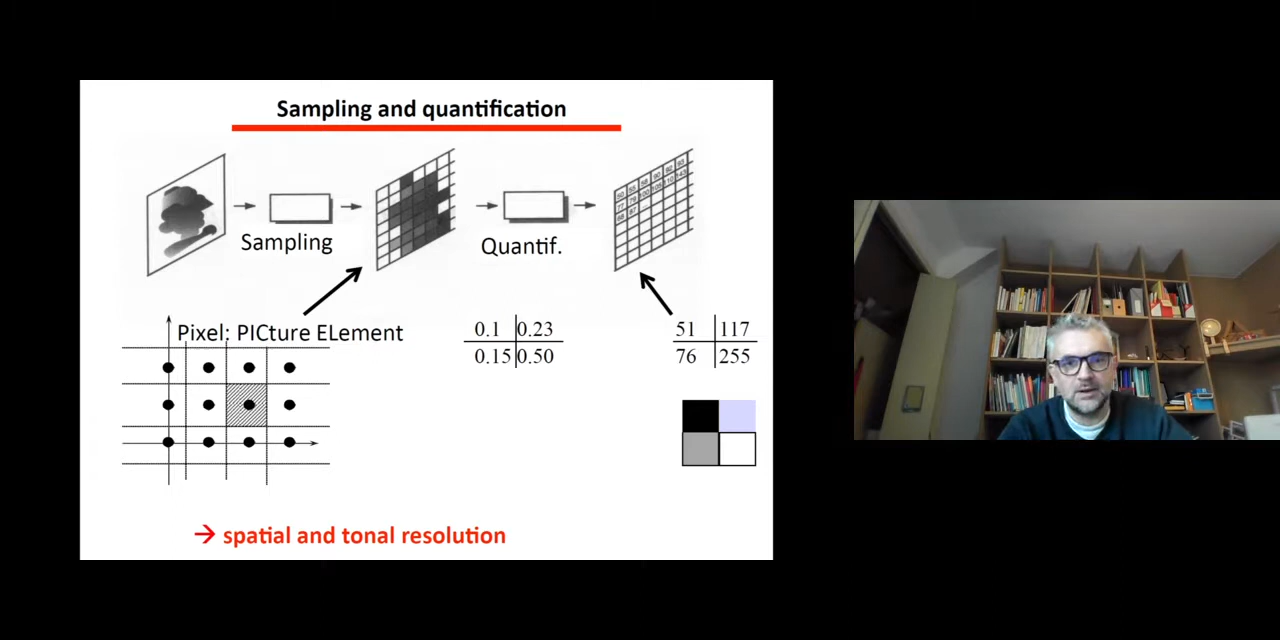 Sampling and quantification
Sampling
Quantif.
Pixel: PICture ELement
0.1 0.23
0.15 0.50
51 117
76 255
→ spatial and tonal resolution